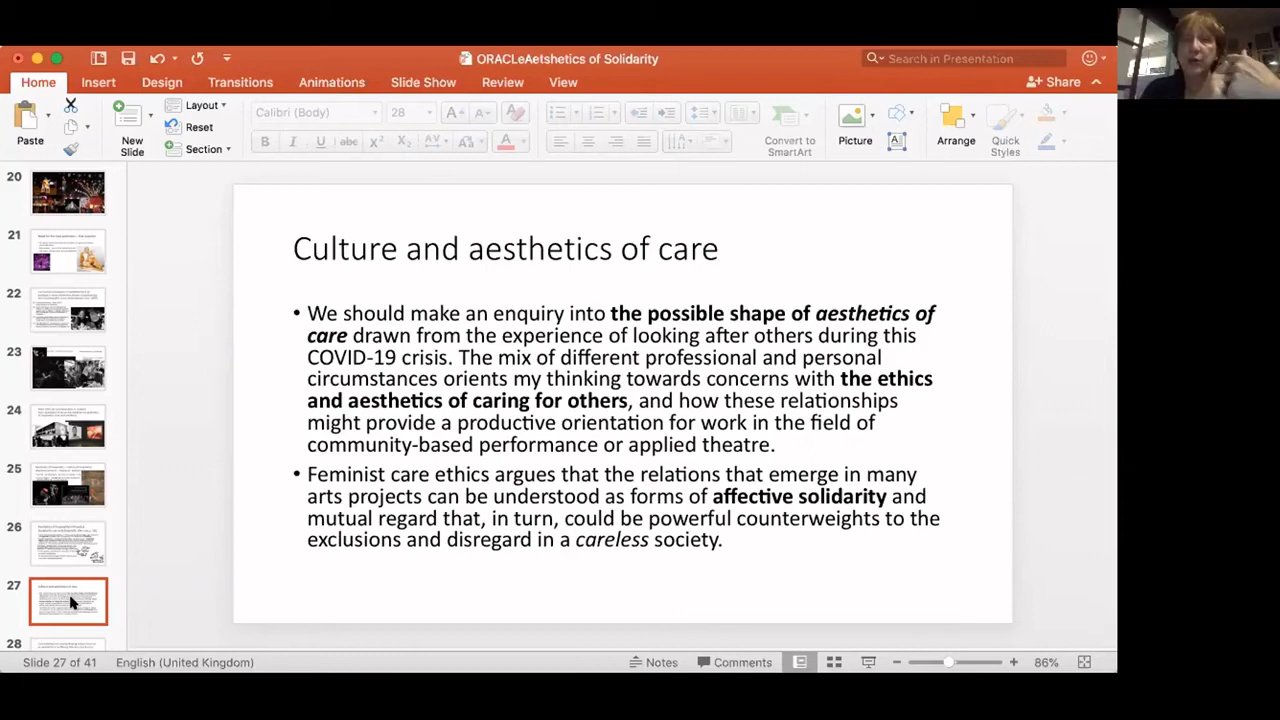 ORACLeAetshetics of Solidarity
Search in Presentation
Home Insert Design Transitions Animations Slide Show Review View
Share
Paste
New
Slide
Layout
Reset
Section
Calibri (Body) 28
Convert to
SmartArt
Picture
Arrange
Quick
Styles
20
21
22
23
24
25
26
27
28
Culture and aesthetics of care
• We should make an enquiry into the possible shape of aesthetics of
care drawn from the experience of looking after others during this
COVID-19 crisis. The mix of different professional and personal
circumstances orients my thinking towards concerns with the ethics
and aesthetics of caring for others, and how these relationships
might provide a productive orientation for work in the field of
community-based performance or applied theatre.
• Feminist care ethics argues that the relations that emerge in many
arts projects can be understood as forms of affective solidarity and
mutual regard that, in turn, could be powerful counterweights to the
exclusions and disregard in a careless society.
Slide 27 of 41 English (United Kingdom) Notes Comments 86%